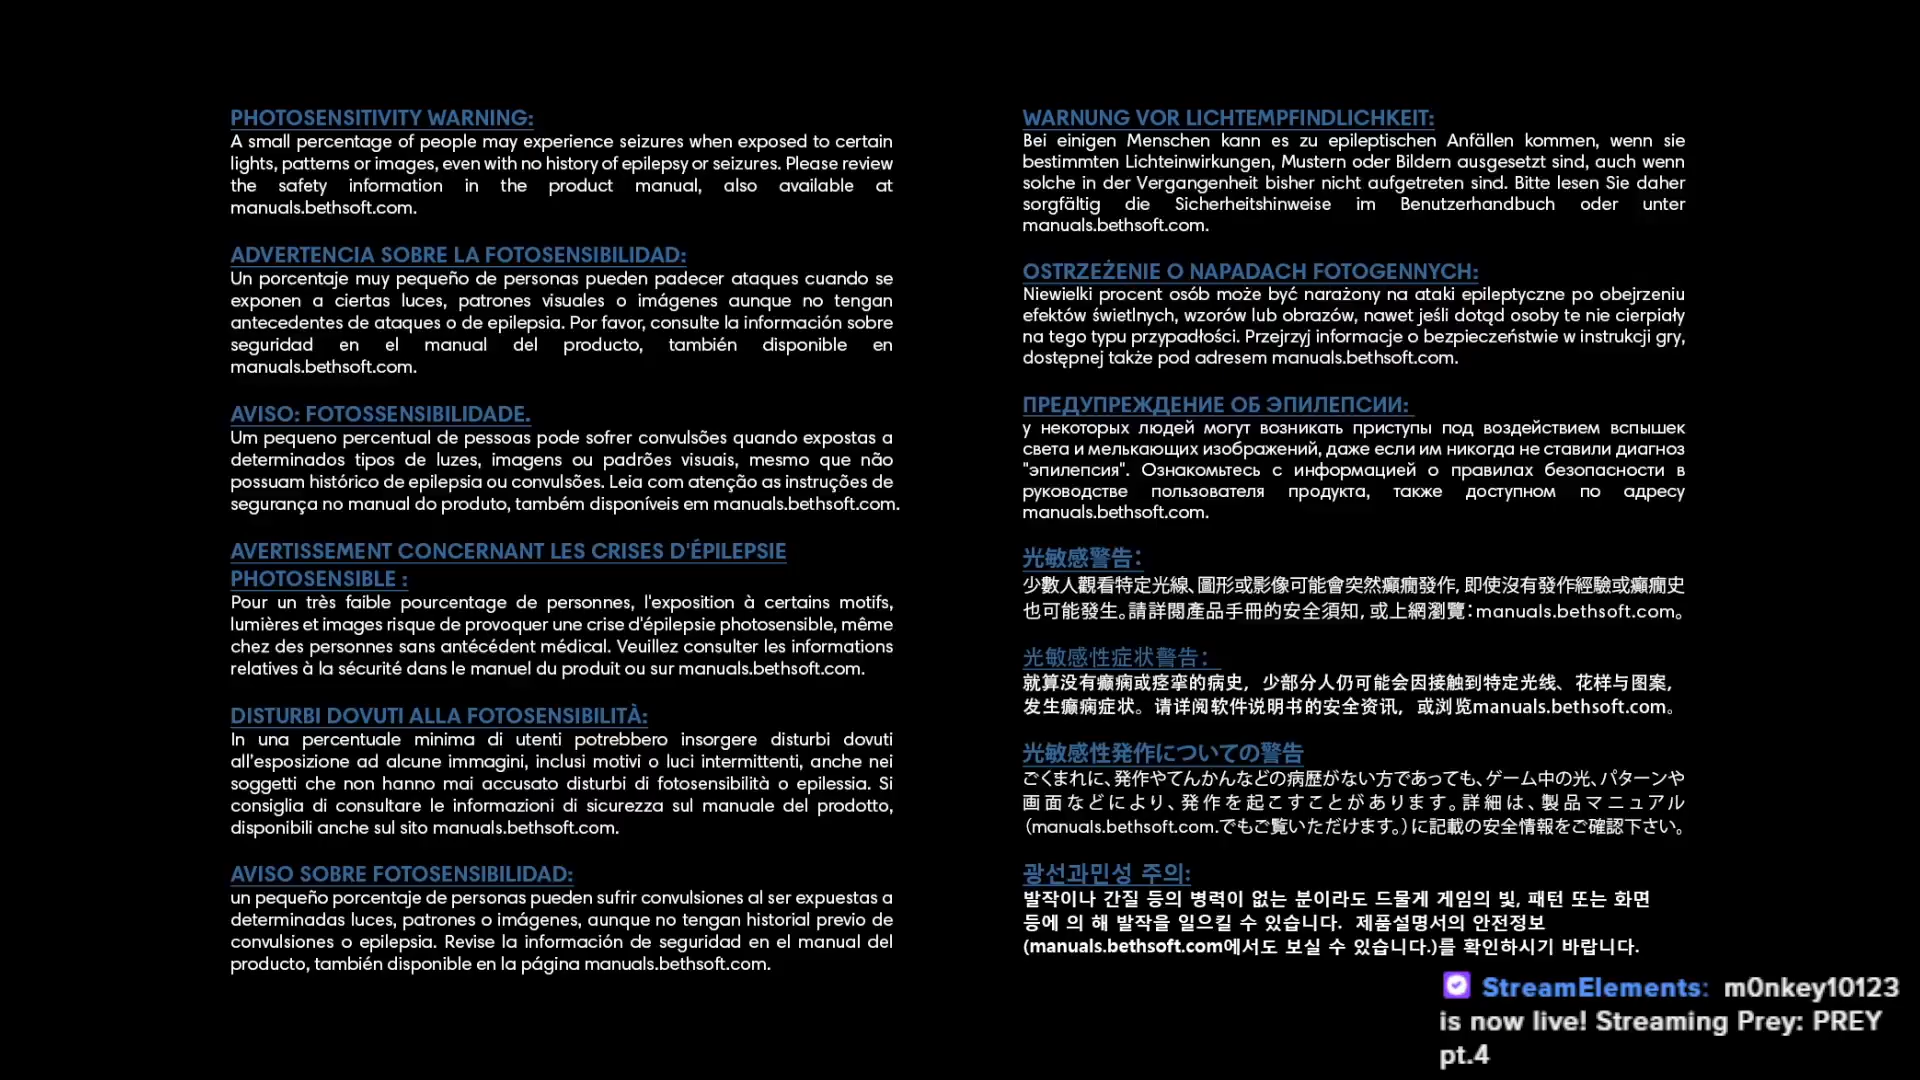 PHOTOSENSITIVITY WARNING:
A small percentage of people may experience seizures when exposed to certain
lights, patterns or images, even with no history of epilepsy or seizures. Please review
the safety information in the product manual, also available at
manuals.bethsoft.com.
ADVERTENCIA SOBRE LA FOTOSENSIBILIDAD:
Un porcentaje muy pequeño de personas pueden padecer ataques cuando se
exponen a ciertas luces, patrones visuales o imágenes aunque no tengan
antecedentes de ataques o de epilepsia. Por favor, consulte la información sobre
seguridad en el manual del producto, también disponible en
manuals.bethsoft.com.
AVISO: FOTOSSENSIBILIDADE.
Um pequeno percentual de pessoas pode sofrer convulsões quando expostas a
determinados tipos de luzes, imagens ou padrões visuais, mesmo que não
possuam histórico de epilepsia ou convulsões. Leia com atenção as instruções de
segurança no manual do produto, também disponíveis em manuals.bethsoft.com.
AVERTISSEMENT CONCERNANT LES CRISES D'ÉPILEPSIE
PHOTOSENSIBLE :
Pour un très faible pourcentage de personnes, l'exposition à certains motifs,
lumières et images risque de provoquer une crise d'épilepsie photosensible, même
chez des personnes sans antécédent médical. Veuillez consulter les informations
relatives à la sécurité dans le manuel du produit ou sur manuals.bethsoft.com.
DISTURBI DOVUTI ALLA FOTOSENSIBILITÀ:
In una percentuale minima di utenti potrebbero insorgere disturbi dovuti
all'esposizione ad alcune immagini, inclusi motivi o luci intermittenti, anche nei
soggetti che non hanno mai accusato disturbi di fotosensibilità o epilessia. Si
consiglia di consultare le informazioni di sicurezza sul manuale del prodotto,
disponibili anche sul sito manuals.bethsoft.com.
AVISO SOBRE FOTOSENSIBILIDAD:
un pequeño porcentaje de personas pueden sufrir convulsiones al ser expuestas a
determinadas luces, patrones o imágenes, aunque no tengan historial previo de
convulsiones o epilepsia. Revise la información de seguridad en el manual del
producto, también disponible en la página manuals.bethsoft.com.
WARNUNG VOR LICHTEMPFINDLICHKEIT:
Bei einigen Menschen kann es zu epileptischen Anfällen kommen, wenn sie
bestimmten Lichteinwirkungen, Mustern oder Bildern ausgesetzt sind, auch wenn
solche in der Vergangenheit bisher nicht aufgetreten sind. Bitte lesen Sie daher
sorgfältig die Sicherheitshinweise im Benutzerhandbuch oder unter
manuals.bethsoft.com.
OSTRZEŻENIE O NAPADACH FOTOGENNYCH:
Niewielki procent osób może być narażony na ataki epileptyczne po obejrzeniu
efektów świetlnych, wzorów lub obrazów, nawet jeśli dotąd osoby te nie cierpiały
na tego typu przypadłości. Przejrzyj informacje o bezpieczeństwie w instrukcji gry,
dostępnej także pod adresem manuals.bethsoft.com.
ПРЕДУПРЕЖДЕНИЕ ОБ ЭПИЛЕПСИИ:
у некоторых людей могут возникать приступы под воздействием вспышек
света и мелькающих изображений, даже если им никогда не ставили диагноз
"эпилепсия". Ознакомьтесь с информацией о правилах безопасности в
руководстве пользователя продукта, также доступном по адресу
manuals.bethsoft.com.
光敏感警告：
少數人觀看特定光線、圖形或影像可能會突然癲癇發作，即使沒有發作經驗或癲癇史
也可能發生。請詳閱產品手冊的安全須知，或上網瀏覽：manuals.bethsoft.com。
光敏感性症状警告：
就算没有癫痫或痉挛的病史，少部分人仍可能会因接触到特定光线、花样与图案，
发生癫痫症状。请详阅软件说明书的安全资讯，或浏览manuals.bethsoft.com。
光敏感性発作についての警告
ごくまれに、発作やてんかんなどの病歴がない方であっても、ゲーム中の光、パターンや
画面などにより、発作を起こすことがあります。詳細は、製品マニュアル
（manuals.bethsoft.com.でもご覧いただけます。）に記載の安全情報をご確認下さい。
광선과민성 주의:
발작이나 간질 등의 병력이 없는 분이라도 드물게 게임의 빛, 패턴 또는 화면
등에 의 해 발작을 일으킬 수 있습니다. 제품설명서의 안전정보
(manuals.bethsoft.com에서도 보실 수 있습니다.)를 확인하시기 바랍니다.
StreamElements: m0nkey10123
is now live! Streaming Prey: PREY
pt.4